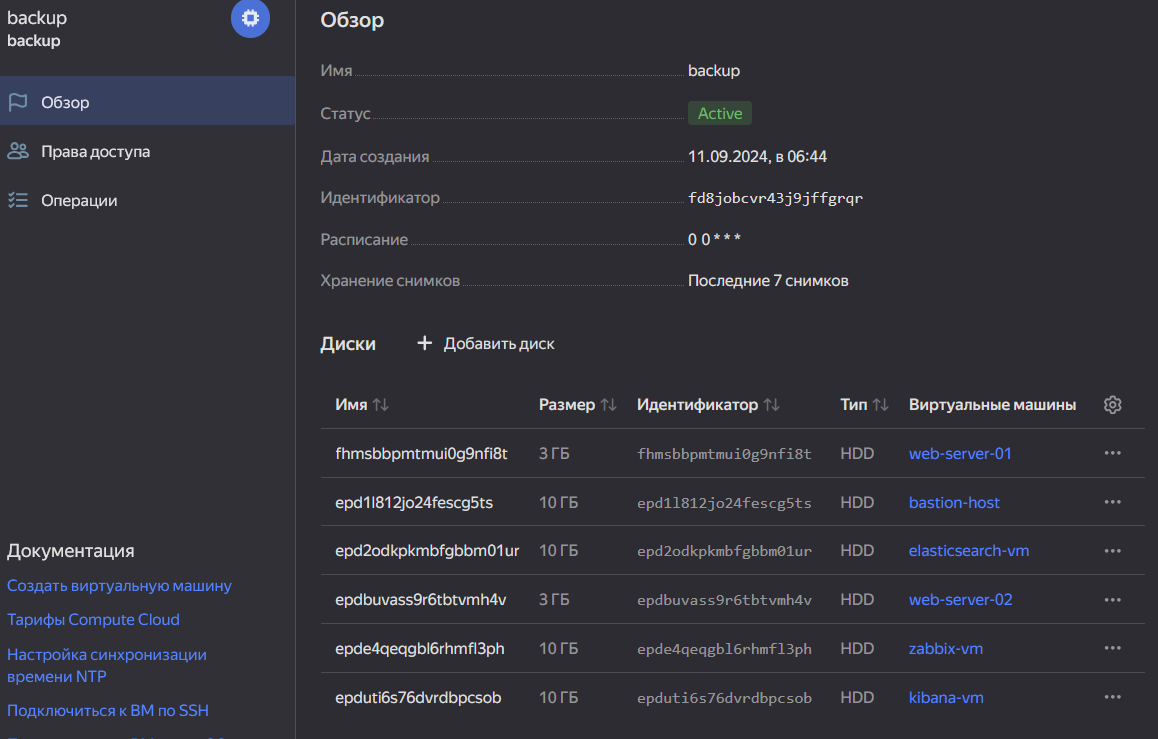 backup
backup
Обзор
Права доступа
Операции
Документация
Создать виртуальную машину
Тарифы Compute Cloud
Настройка синхронизации
времени NTP
Подключиться к ВМ по SSH
Обзор
Имя backup
Статус Active
Дата создания 11.09.2024, в 06:44
Идентификатор fd8jobcvr43j9jffgrqr
Расписание 0 0 * * *
Хранение снимков Последние 7 снимков
Диски + Добавить диск
Имя Размер Идентификатор Тип Виртуальные машины
fhmsbbpmtmui0g9nfi8t 3 ГБ fhmsbbpmtmui0g9nfi8t HDD web-server-01
epd1l812jo24fescg5ts 10 ГБ epd1l812jo24fescg5ts HDD bastion-host
epd2odkpkmbfgbbm01ur 10 ГБ epd2odkpkmbfgbbm01ur HDD elasticsearch-vm
epdbuvass9r6tbtvmh4v 3 ГБ epdbuvass9r6tbtvmh4v HDD web-server-02
epde4qeqgbl6rhmfl3ph 10 ГБ epde4qeqgbl6rhmfl3ph HDD zabbix-vm
epduti6s76dvrdbpcsob 10 ГБ epduti6s76dvrdbpcsob HDD kibana-vm